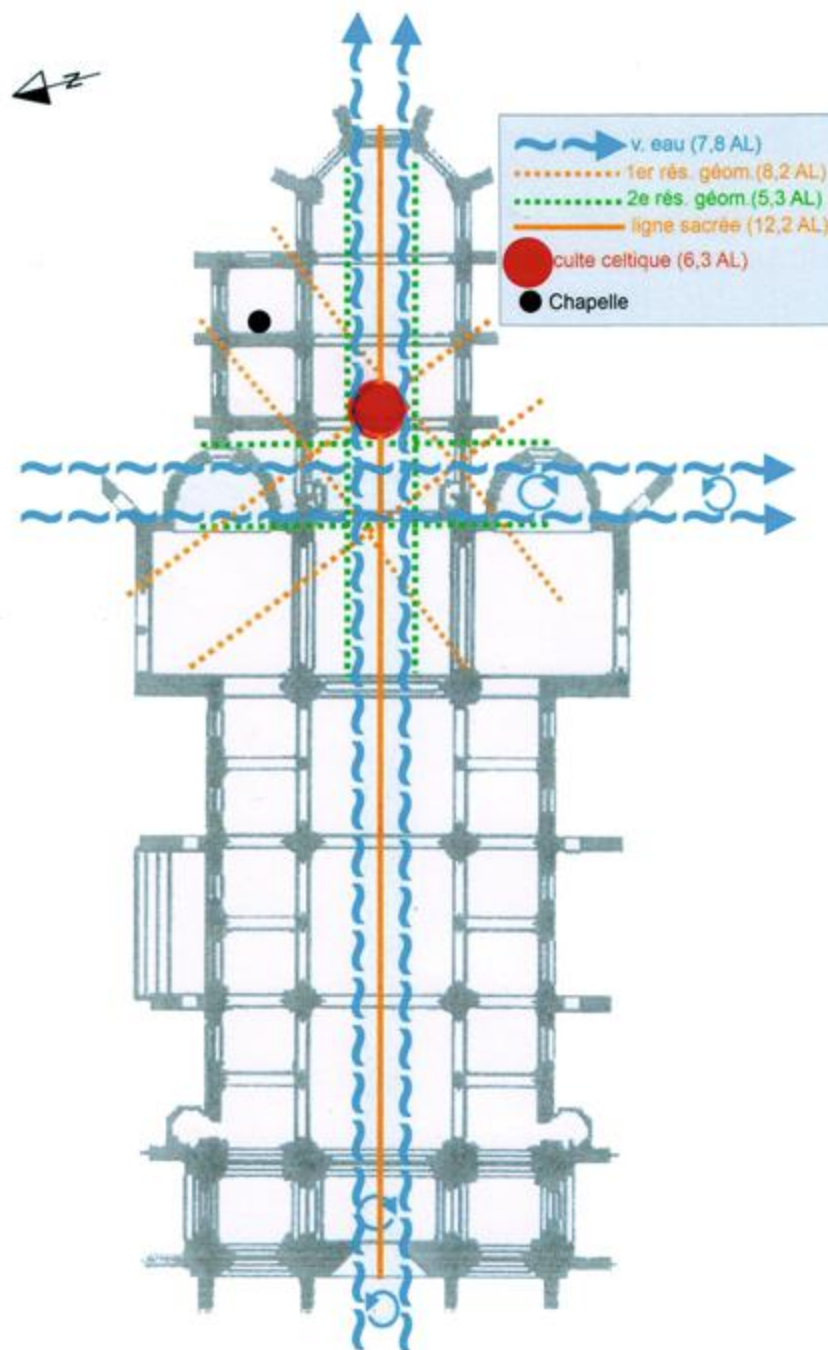 N
v. eau (7,8 AL)
1er rés. géom.(8,2 AL)
2e rés. géom.(5,3 AL)
ligne sacrée (12,2 AL)
culte celtique (6,3 AL)
Chapelle